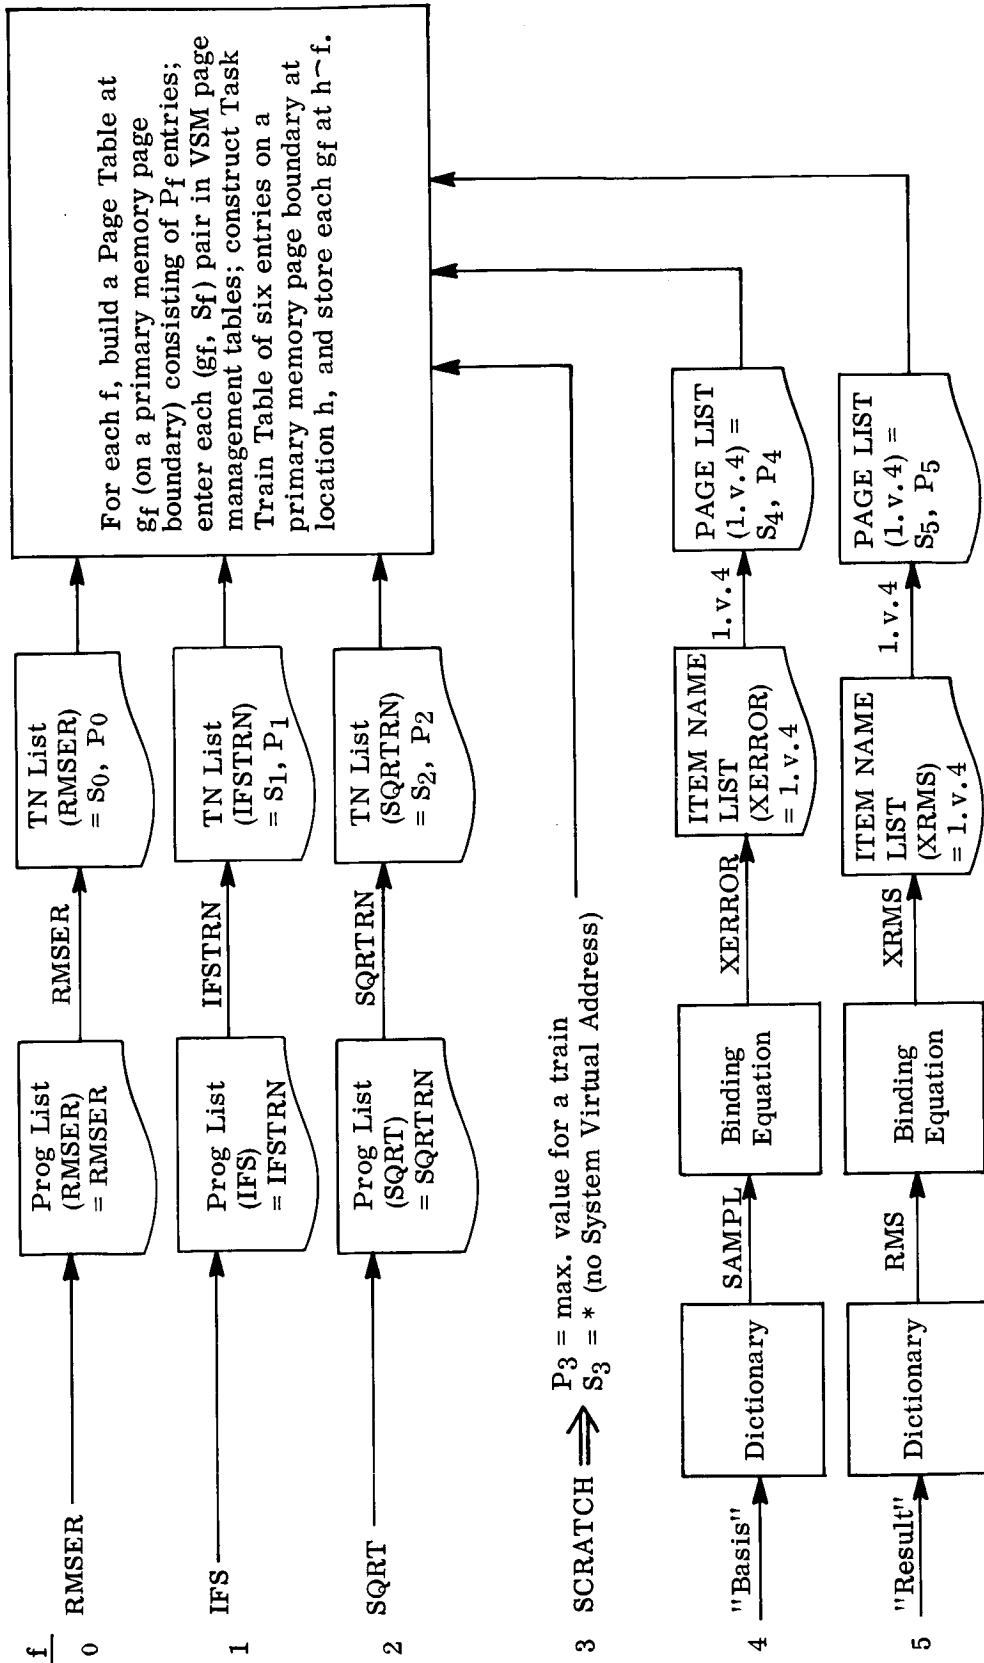 f
0 RMSER
Prog List
(RMSER)
= RMSER
RMSER
TN List
(RMSER)
= S0, P0
1 IFS
Prog List
(IFS)
= IFSTRN
IFSTRN
TN List
(IFSTRN)
= S1, P1
2 SQRT
Prog List
(SQRT)
= SQRTRN
SQRTRN
TN List
(SQRTRN)
= S2, P2
For each f, build a Page Table at
gf (on a primary memory page
boundary) consisting of Pf entries;
enter each (gf, Sf) pair in VSM page
management tables; construct Task
Train Table of six entries on a
primary memory page boundary at
location h, and store each gf at h⌢f.
3 SCRATCH ⇒
P3 = max. value for a train
S3 = * (no System Virtual Address)
4 "Basis"
Dictionary
SAMPL
Binding
Equation
XERROR
ITEM NAME
LIST
(XERROR)
= 1.v.4
1.v.4
PAGE LIST
(1.v.4) =
S4, P4
5 "Result"
Dictionary
RMS
Binding
Equation
XRMS
ITEM NAME
LIST
(XRMS)
= 1.v.4
1.v.4
PAGE LIST
(1.v.4) =
S5, P5